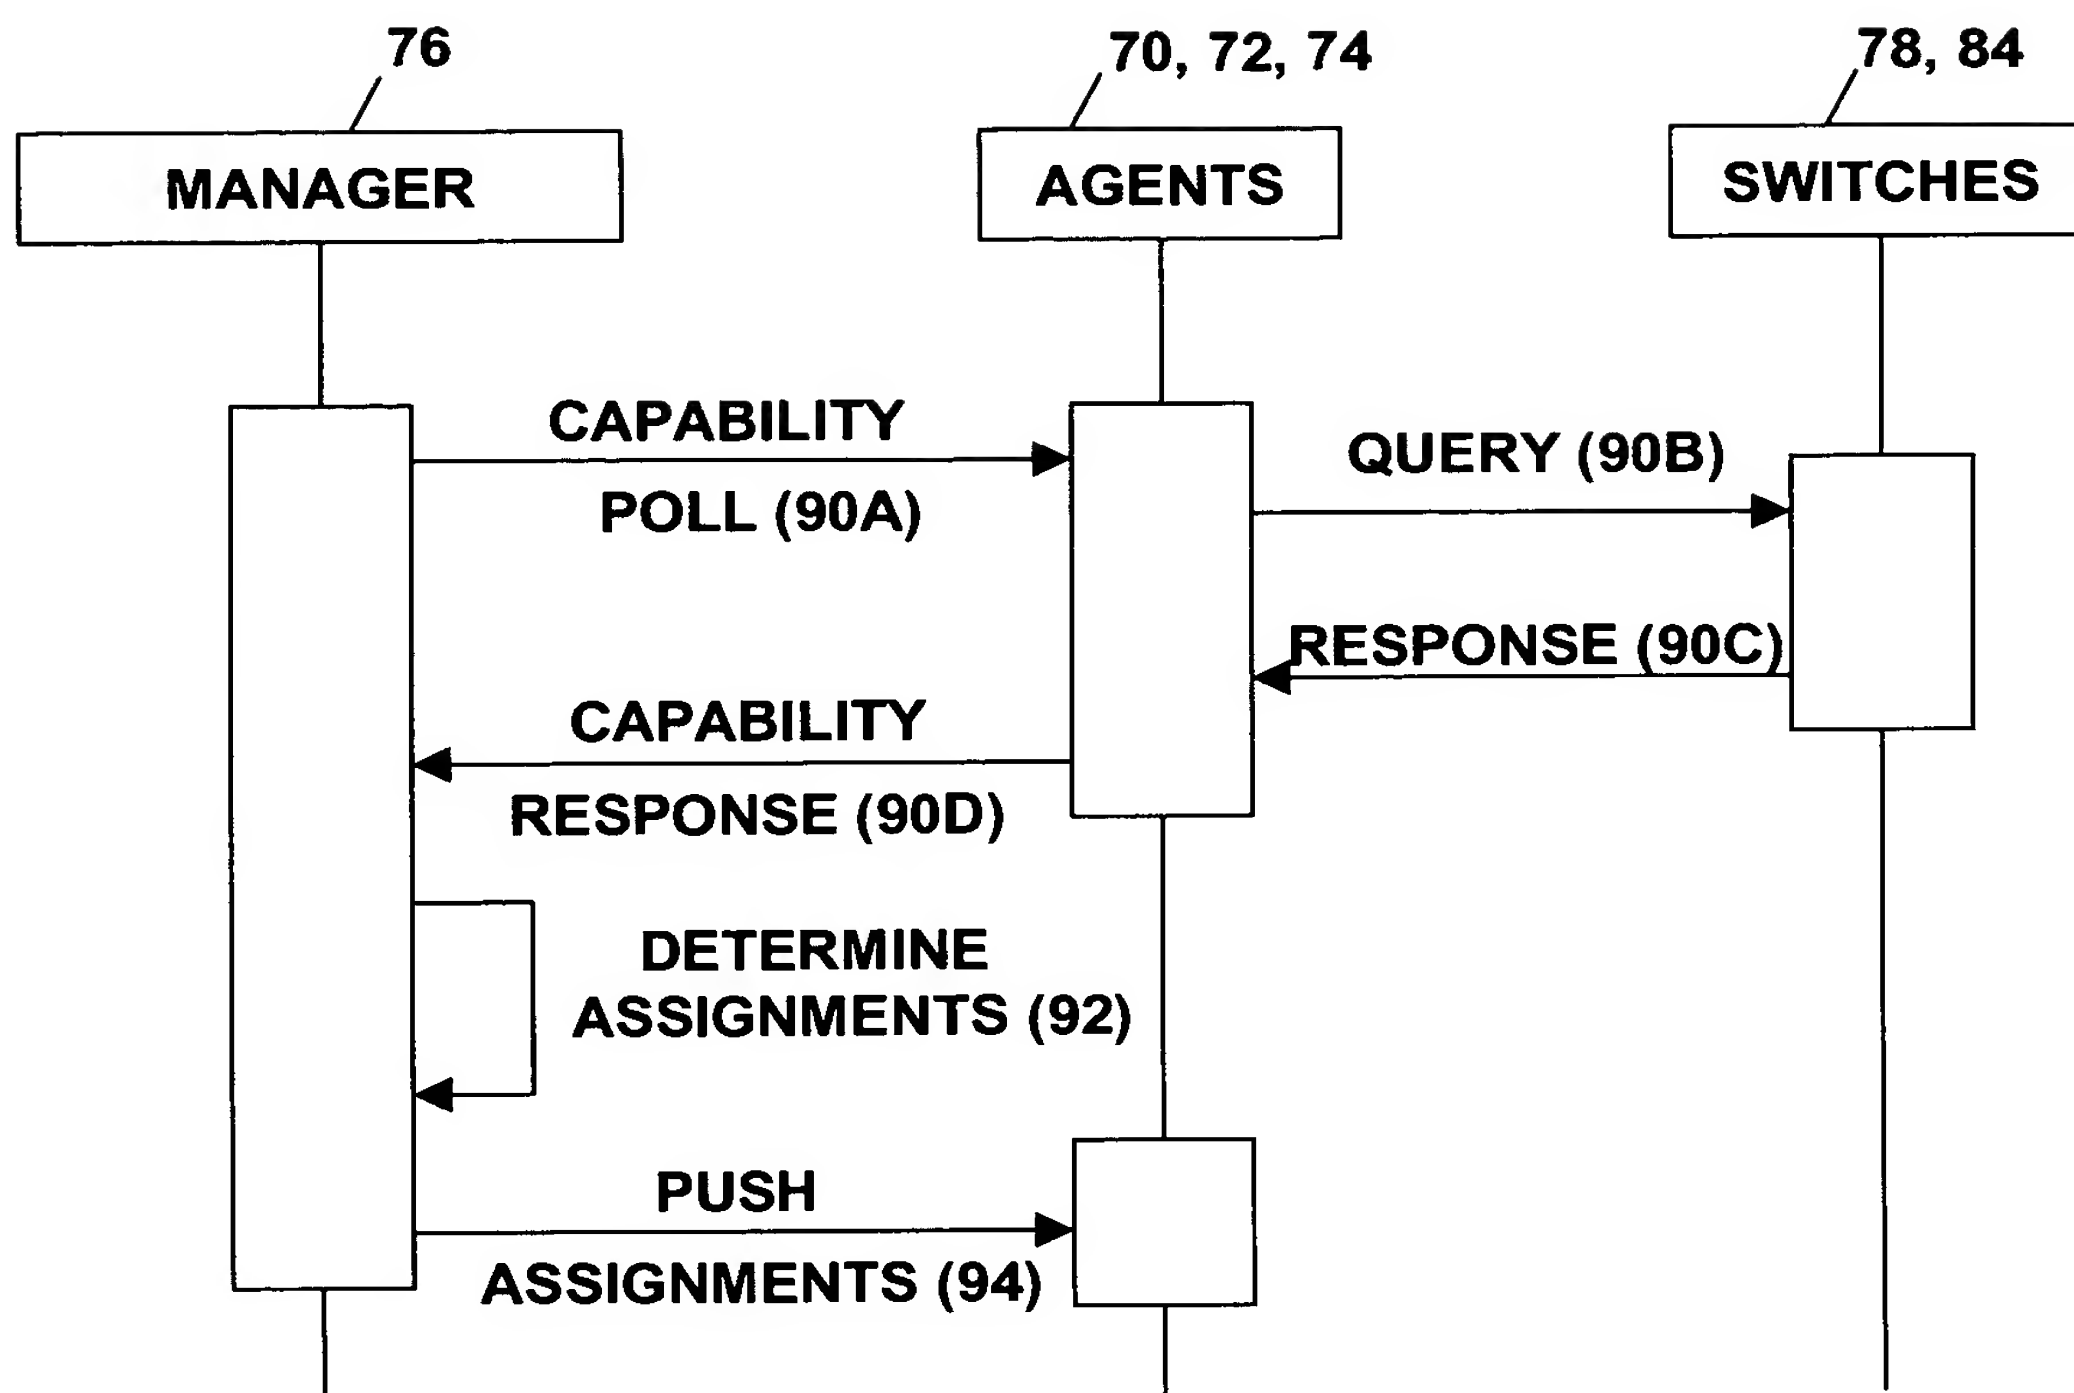 76
70, 72, 74
78, 84
MANAGER
AGENTS
SWITCHES
CAPABILITY
POLL (90A)
QUERY (90B)
RESPONSE (90C)
CAPABILITY
RESPONSE (90D)
DETERMINE
ASSIGNMENTS (92)
PUSH
ASSIGNMENTS (94)